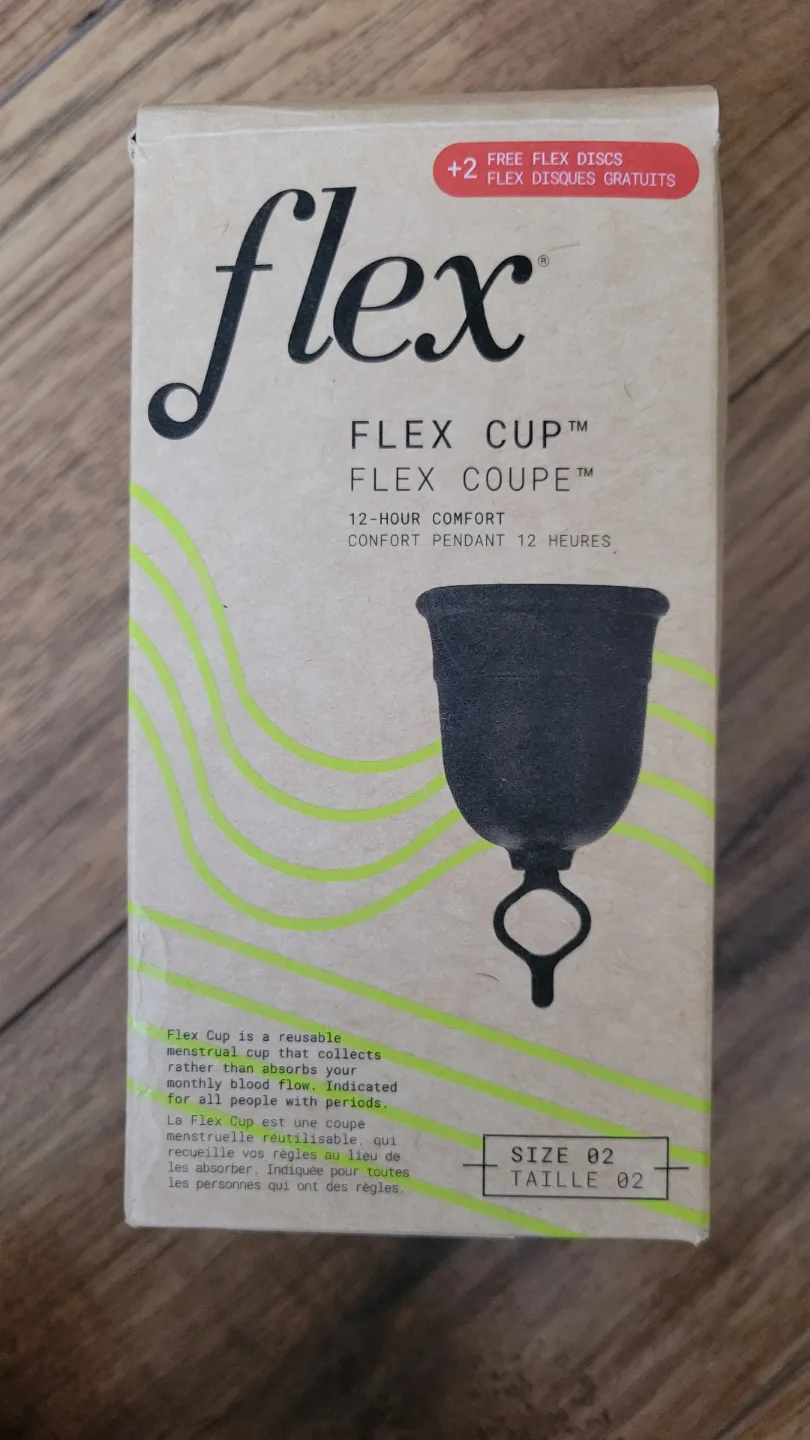 +2 FREE FLEX DISCS
FLEX DISQUES GRATUITS
flex®
FLEX CUP™
FLEX COUPE™
12-HOUR COMFORT
CONFORT PENDANT 12 HEURES
Flex Cup is a reusable
menstrual cup that collects
rather than absorbs your
monthly blood flow. Indicated
for all people with periods.
La Flex Cup est une coupe
menstruelle réutilisable, qui
recueille vos règles au lieu de
les absorber. Indiquée pour toutes
les personnes qui ont des règles.
SIZE 02
TAILLE 02